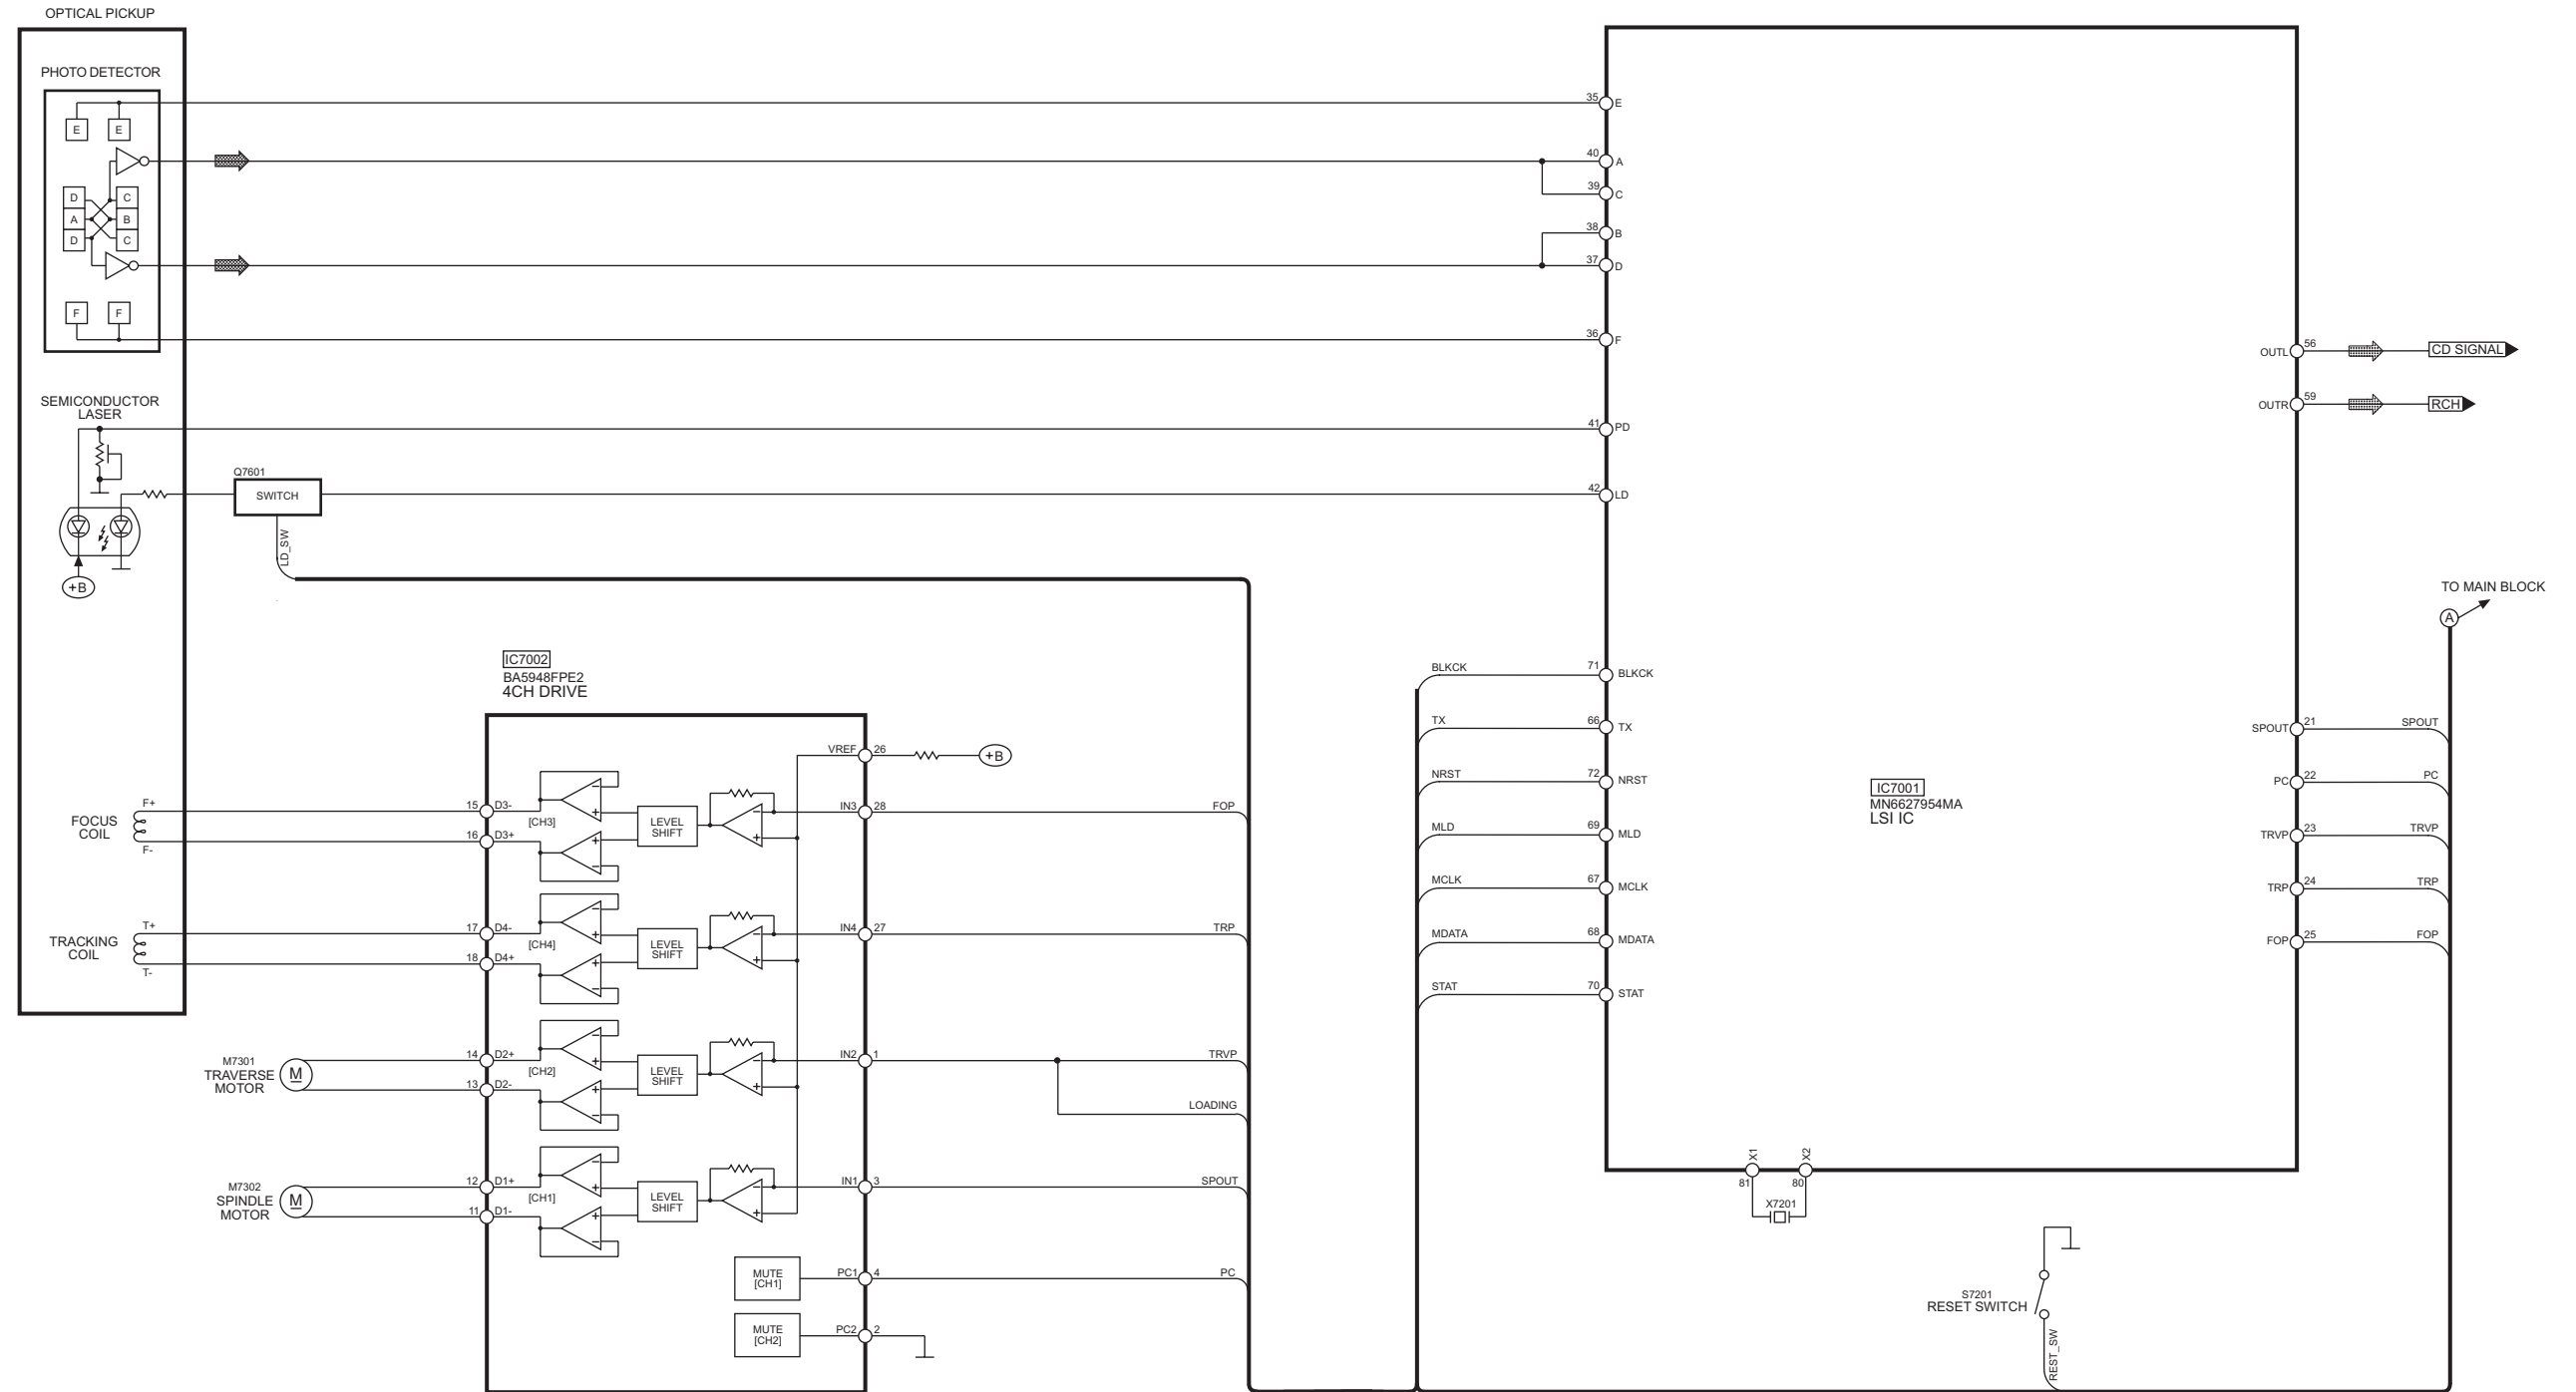 OPTICAL PICKUP
PHOTO DETECTOR
E
E
D
C
A
B
D
C
F
F
SEMICONDUCTOR
LASER
+B
Q7601
SWITCH
LD_SW
35
E
40
A
39
C
38
B
37
D
36
F
41
PD
42
LD
OUTL
56
CD SIGNAL
OUTR
59
RCH
TO MAIN BLOCK
A
IC7002
BA5948FPE2
4CH DRIVE
VREF
26
+B
FOCUS
COIL
F+
F-
15
D3-
16
D3+
[CH3]
LEVEL
SHIFT
IN3
28
FOP
TRACKING
COIL
T+
T-
17
D4-
18
D4+
[CH4]
LEVEL
SHIFT
IN4
27
TRP
M7301
TRAVERSE
MOTOR
M
14
D2+
13
D2-
[CH2]
LEVEL
SHIFT
IN2
1
TRVP
LOADING
M7302
SPINDLE
MOTOR
M
12
D1+
11
D1-
[CH1]
LEVEL
SHIFT
IN1
3
SPOUT
MUTE
[CH1]
PC1
4
PC
MUTE
[CH2]
PC2
2
BLKCK
71
BLKCK
TX
66
TX
NRST
72
NRST
MLD
69
MLD
MCLK
67
MCLK
MDATA
68
MDATA
STAT
70
STAT
IC7001
MN6627954MA
LSI IC
SPOUT
21
SPOUT
PC
22
PC
TRVP
23
TRVP
TRP
24
TRP
FOP
25
FOP
X1
X2
81
80
X7201
S7201
RESET SWITCH
REST_SW